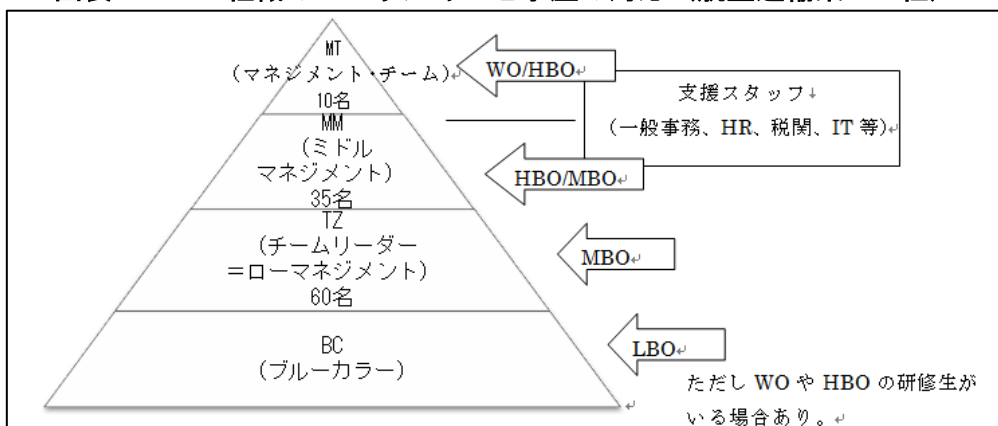 MT
(マネジメント・チーム)
10名
MM
(ミドル
マネジメント)
35名
TZ
(チームリーダー
=ローマネジメント)
60名
BC
(ブルーカラー)
WO/HBO
支援スタッフ
(一般事務、HR、税関、IT 等)
HBO/MBO
MBO
LBO
ただし WO や HBO の研修生が
いる場合あり。